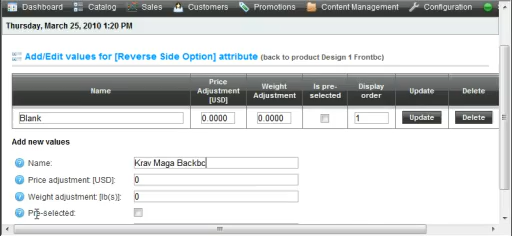 Dashboard Catalog Sales Customers Promotions Content Management Configuration
Thursday, March 25, 2010 1:20 PM
Add/Edit values for [Reverse Side Option] attribute (back to product Design 1 Frontbc)
Name Price Adjustment [USD] Weight Adjustment Is pre-selected Display order Update Delete
Blank 0.0000 0.0000 1 Update Delete
Add new values
Name: Krav Maga Backbc
Price adjustment: [USD]: 0
Weight adjustment: [lb(s)]: 0
Pre-selected: